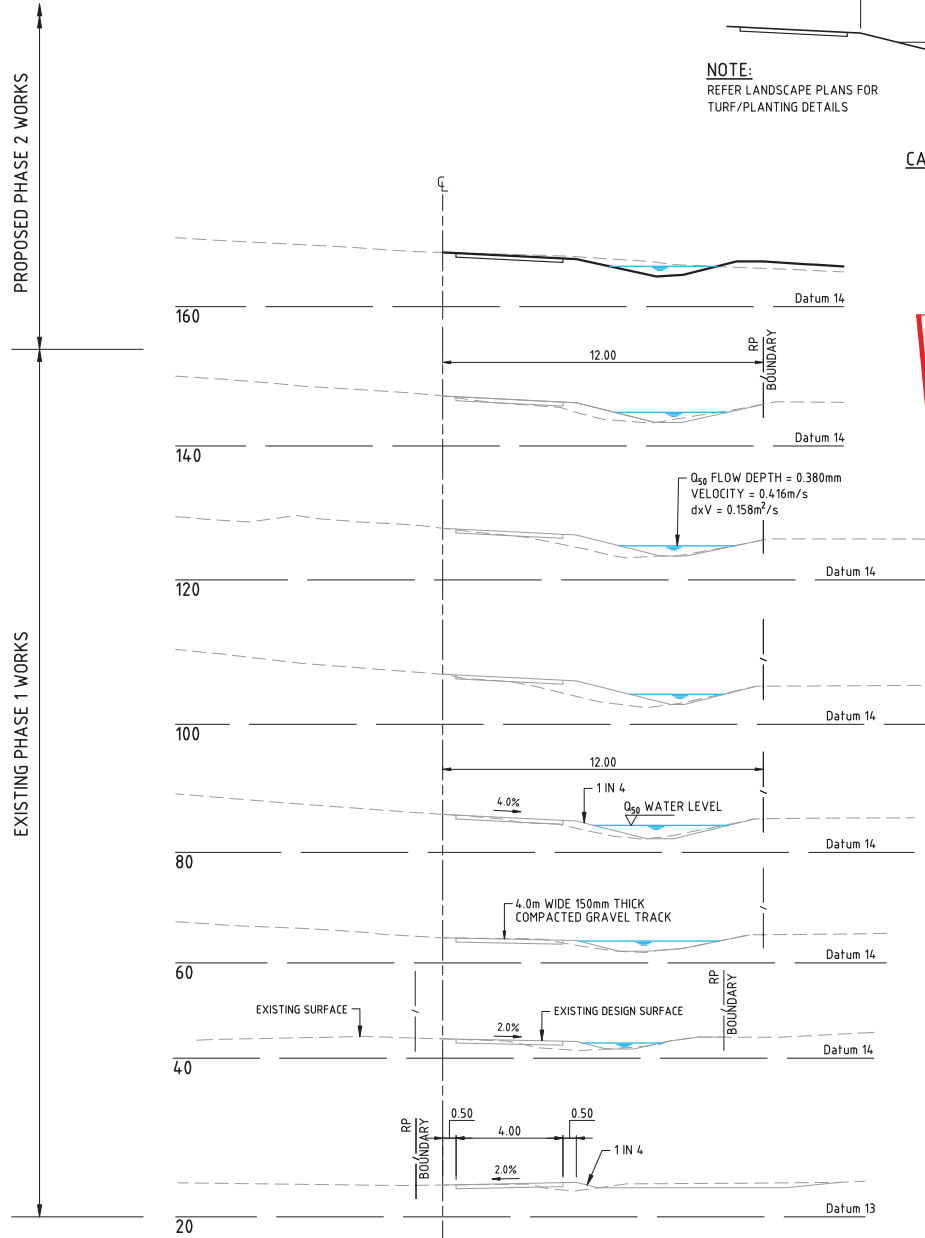 NOTE:
REFER LANDSCAPE PLANS FOR
TURF/PLANTING DETAILS
CA
PROPOSED PHASE 2 WORKS
℄
Datum 14
160
12.00
RP
BOUNDARY
Datum 14
140
Q50 FLOW DEPTH = 0.380mm
VELOCITY = 0.416m/s
dxV = 0.158m²/s
Datum 14
120
EXISTING PHASE 1 WORKS
Datum 14
100
12.00
1 IN 4
4.0%
Q50 WATER LEVEL
Datum 14
80
4.0m WIDE 150mm THICK
COMPACTED GRAVEL TRACK
Datum 14
60
RP
BOUNDARY
EXISTING SURFACE
2.0%
EXISTING DESIGN SURFACE
Datum 14
40
RP
BOUNDARY
0.50
4.00
0.50
2.0%
1 IN 4
Datum 13
20